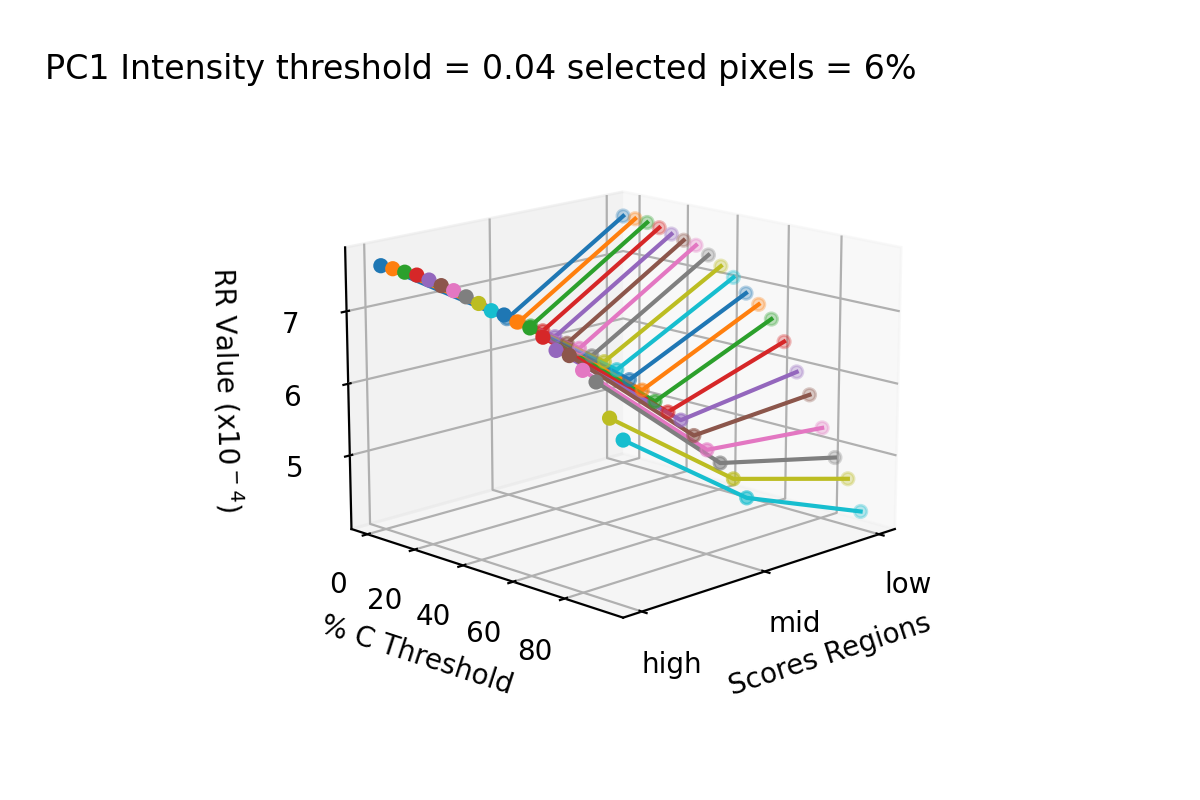 PC1 Intensity threshold = 0.04 selected pixels = 6%
RR Value (x10⁻⁴)
7
6
5
0
20
40
60
80
% C Threshold
high
mid
low
Scores Regions